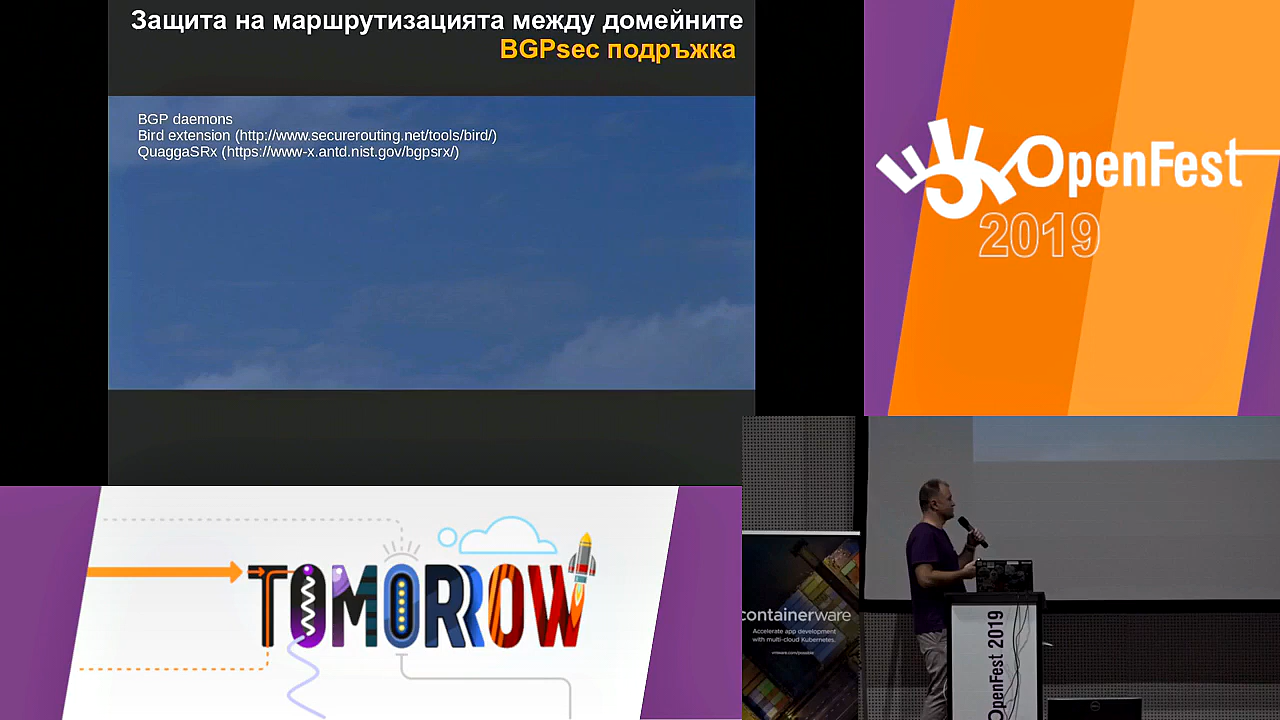 Защита на маршрутизацията между домейните
BGPsec подръжка
BGP daemons
Bird extension (http://www.securerouting.net/tools/bird/)
QuaggaSRx (https://www-x.antd.nist.gov/bgpsrx/)
OpenFest
2019
TOMORROW
containerware
Accelerate app development
with multi-cloud Kubernetes.
OpenFest 2019